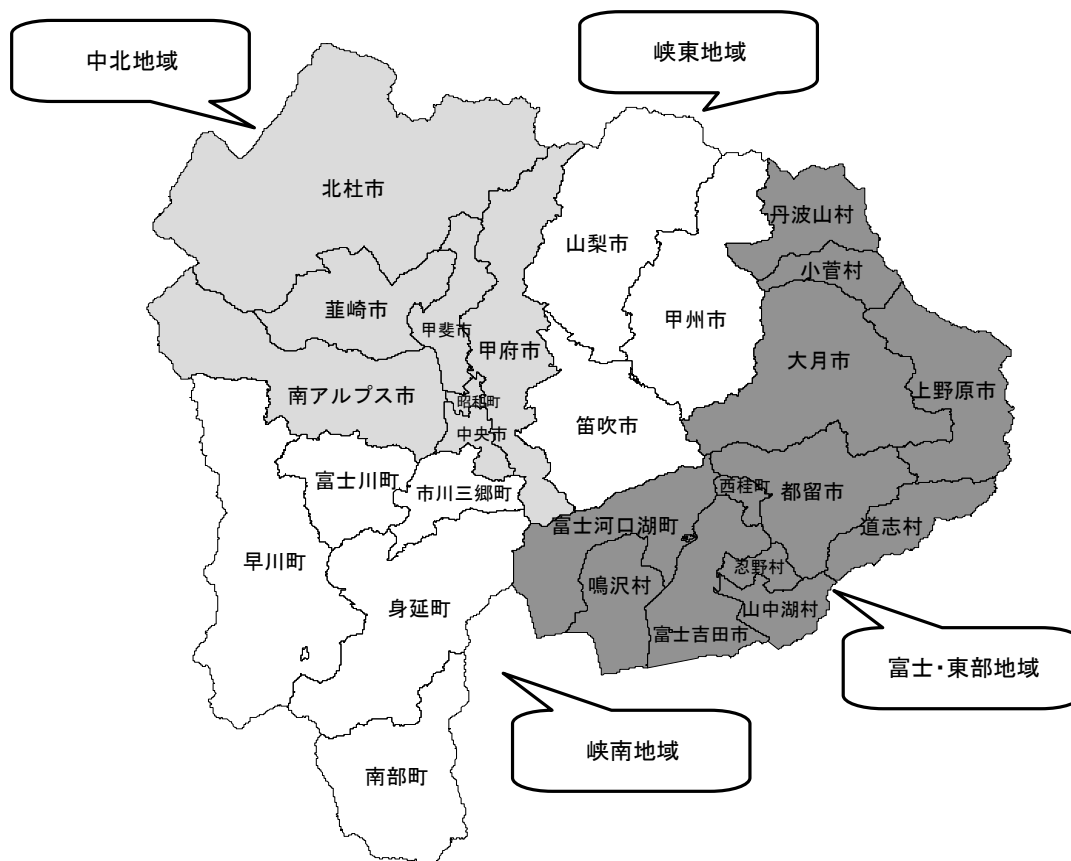 中北地域
峡東地域
北杜市
丹波山村
山梨市
小菅村
韮崎市
甲斐市
甲府市
甲州市
大月市
上野原市
南アルプス市
昭和町
中央市
笛吹市
富士川町
市川三郷町
西桂町
都留市
富士河口湖町
道志村
早川町
忍野村
鳴沢村
身延町
山中湖村
富士吉田市
富士・東部地域
峡南地域
南部町